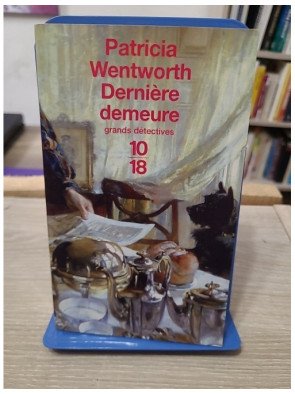 Patricia
Wentworth
Dernière
demeure
grands détectives
10
18